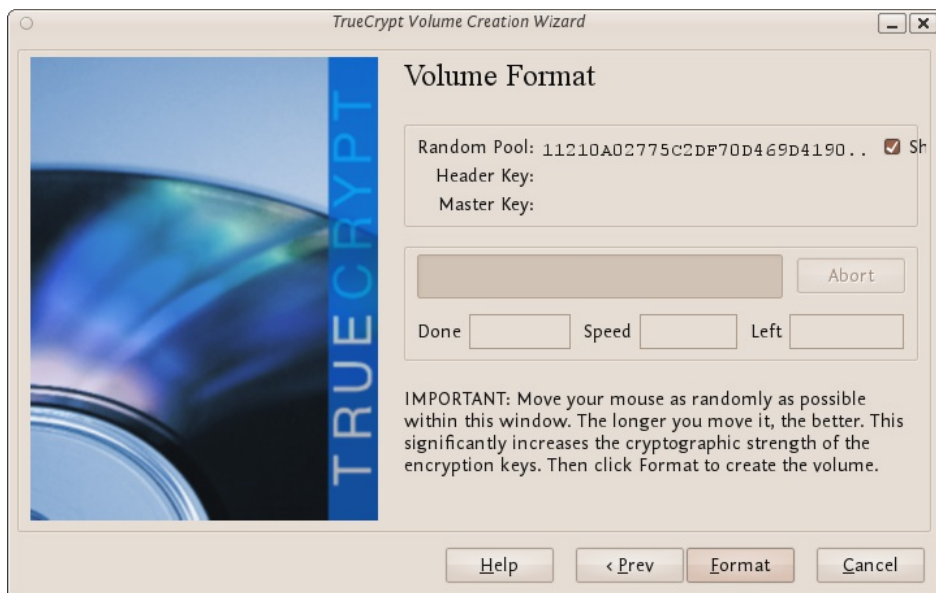 TrueCrypt Volume Creation Wizard
TRUECRYPT
Volume Format
Random Pool: 11210A02775C2DF70D469D4190.. Sh
Header Key:
Master Key:
Abort
Done Speed Left
IMPORTANT: Move your mouse as randomly as possible
within this window. The longer you move it, the better. This
significantly increases the cryptographic strength of the
encryption keys. Then click Format to create the volume.
Help < Prev Format Cancel